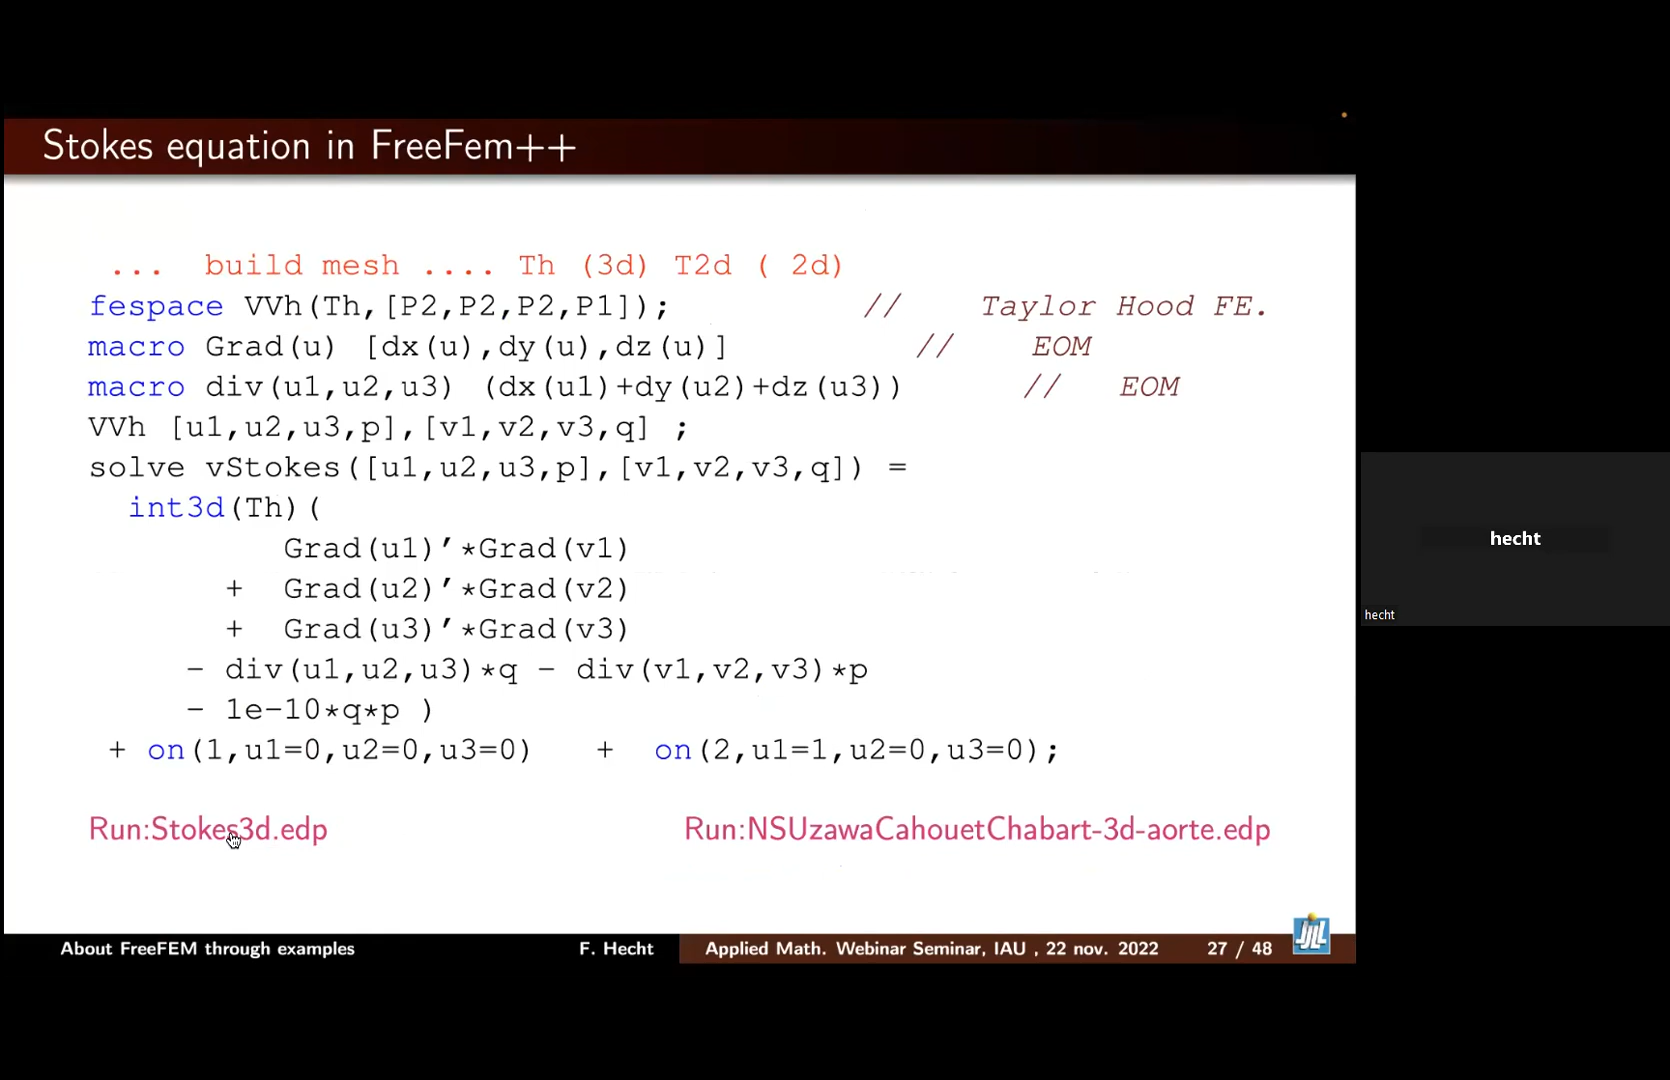 Stokes equation in FreeFem++
... build mesh .... Th (3d) T2d ( 2d)
fespace VVh(Th,[P2,P2,P2,P1]); // Taylor Hood FE.
macro Grad(u) [dx(u),dy(u),dz(u)] // EOM
macro div(u1,u2,u3) (dx(u1)+dy(u2)+dz(u3)) // EOM
VVh [u1,u2,u3,p],[v1,v2,v3,q] ;
solve vStokes([u1,u2,u3,p],[v1,v2,v3,q]) =
int3d(Th)(
Grad(u1)′*Grad(v1)
+ Grad(u2)′*Grad(v2)
+ Grad(u3)′*Grad(v3)
- div(u1,u2,u3)*q - div(v1,v2,v3)*p
- 1e-10*q*p )
+ on(1,u1=0,u2=0,u3=0) + on(2,u1=1,u2=0,u3=0);
Run:Stokes3d.edp Run:NSUzawaCahouetChabart-3d-aorte.edp
About FreeFEM through examples F. Hecht Applied Math. Webinar Seminar, IAU , 22 nov. 2022 27 / 48
JJLL
hecht
hecht